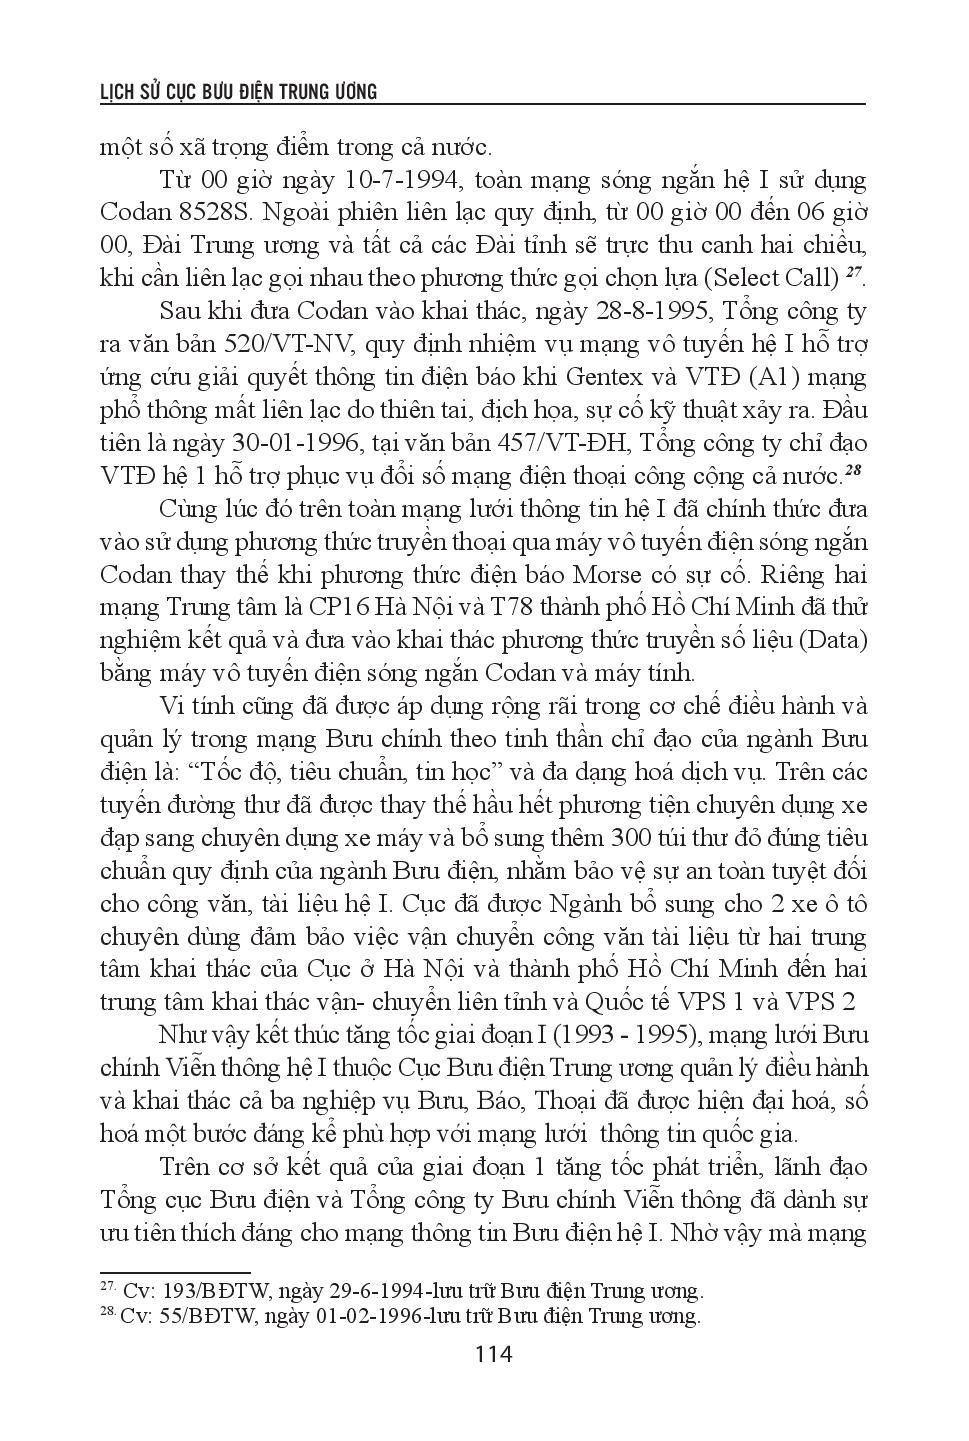 LỊCH SỬ CỤC BƯU ĐIỆN TRUNG ƯƠNG
một số xã trọng điểm trong cả nước.
Từ 00 giờ ngày 10-7-1994, toàn mạng sóng ngắn hệ I sử dụng
Codan 8528S. Ngoài phiên liên lạc quy định, từ 00 giờ 00 đến 06 giờ
00, Đài Trung ương và tất cả các Đài tỉnh sẽ trực thu canh hai chiều,
khi cần liên lạc gọi nhau theo phương thức gọi chọn lựa (Select Call) 27.
Sau khi đưa Codan vào khai thác, ngày 28-8-1995, Tổng công ty
ra văn bản 520/VT-NV, quy định nhiệm vụ mạng vô tuyến hệ I hỗ trợ
ứng cứu giải quyết thông tin điện báo khi Gentex và VTĐ (A1) mạng
phổ thông mất liên lạc do thiên tai, địch họa, sự cố kỹ thuật xảy ra. Đầu
tiên là ngày 30-01-1996, tại văn bản 457/VT-ĐH, Tổng công ty chỉ đạo
VTĐ hệ 1 hỗ trợ phục vụ đổi số mạng điện thoại công cộng cả nước.28
Cùng lúc đó trên toàn mạng lưới thông tin hệ I đã chính thức đưa
vào sử dụng phương thức truyền thoại qua máy vô tuyến điện sóng ngắn
Codan thay thế khi phương thức điện báo Morse có sự cố. Riêng hai
mạng Trung tâm là CP16 Hà Nội và T78 thành phố Hồ Chí Minh đã thử
nghiệm kết quả và đưa vào khai thác phương thức truyền số liệu (Data)
bằng máy vô tuyến điện sóng ngắn Codan và máy tính.
Vi tính cũng đã được áp dụng rộng rãi trong cơ chế điều hành và
quản lý trong mạng Bưu chính theo tinh thần chỉ đạo của ngành Bưu
điện là: “Tốc độ, tiêu chuẩn, tin học” và đa dạng hoá dịch vụ. Trên các
tuyến đường thư đã được thay thế hầu hết phương tiện chuyên dụng xe
đạp sang chuyên dụng xe máy và bổ sung thêm 300 túi thư đỏ đúng tiêu
chuẩn quy định của ngành Bưu điện, nhằm bảo vệ sự an toàn tuyệt đối
cho công văn, tài liệu hệ I. Cục đã được Ngành bổ sung cho 2 xe ô tô
chuyên dùng đảm bảo việc vận chuyển công văn tài liệu từ hai trung
tâm khai thác của Cục ở Hà Nội và thành phố Hồ Chí Minh đến hai
trung tâm khai thác vận- chuyển liên tỉnh và Quốc tế VPS 1 và VPS 2
Như vậy kết thúc tăng tốc giai đoạn I (1993 - 1995), mạng lưới Bưu
chính Viễn thông hệ I thuộc Cục Bưu điện Trung ương quản lý điều hành
và khai thác cả ba nghiệp vụ Bưu, Báo, Thoại đã được hiện đại hoá, số
hoá một bước đáng kể phù hợp với mạng lưới  thông tin quốc gia.
Trên cơ sở kết quả của giai đoạn 1 tăng tốc phát triển, lãnh đạo
Tổng cục Bưu điện và Tổng công ty Bưu chính Viễn thông đã dành sự
ưu tiên thích đáng cho mạng thông tin Bưu điện hệ I. Nhờ vậy mà mạng
27. Cv: 193/BĐTW, ngày 29-6-1994-lưu trữ Bưu điện Trung ương.
28. Cv: 55/BĐTW, ngày 01-02-1996-lưu trữ Bưu điện Trung ương.
114